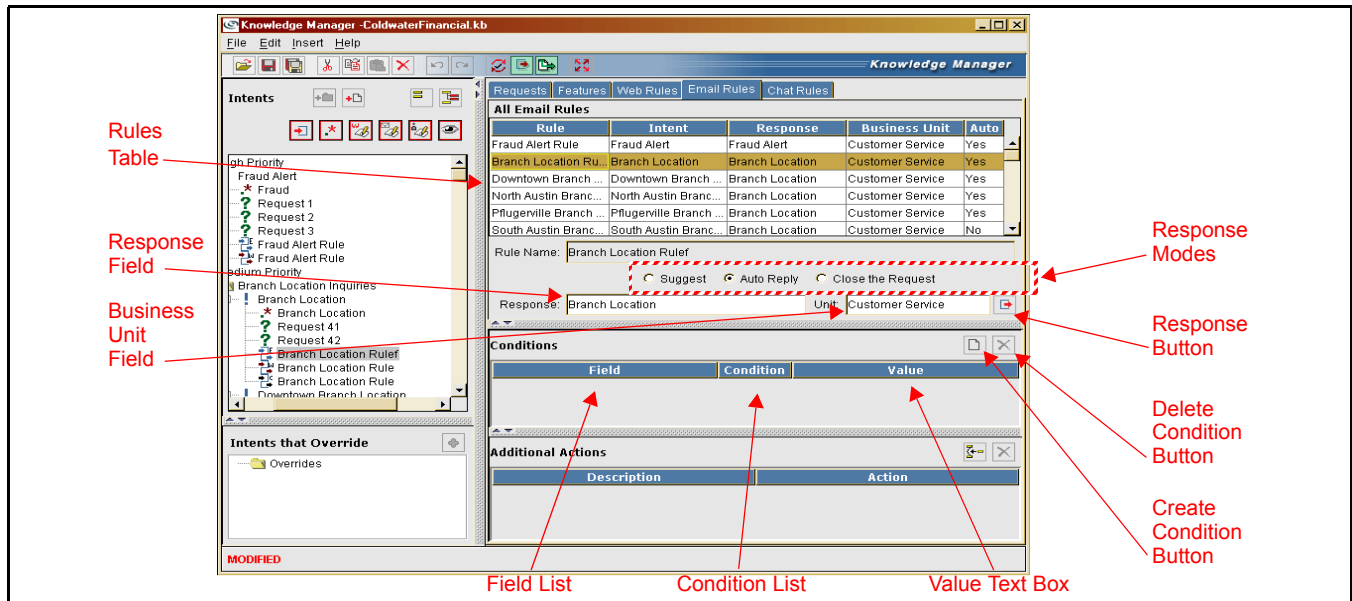 Knowledge Manager -ColdwaterFinancial.kb
File Edit Insert Help
Knowledge Manager
Intents
Requests Features Web Rules Email Rules Chat Rules
All Email Rules
Rule Intent Response Business Unit Auto
Fraud Alert Rule Fraud Alert Fraud Alert Customer Service Yes
Branch Location Ru... Branch Location Branch Location Customer Service Yes
Downtown Branch ... Downtown Branch ... Branch Location Customer Service Yes
North Austin Branc... North Austin Branc... Branch Location Customer Service Yes
Pflugerville Branch ... Pflugerville Branch ... Branch Location Customer Service Yes
South Austin Branc... South Austin Branc... Branch Location Customer Service No
Rule Name: Branch Location Rulef
Suggest Auto Reply Close the Request
Response: Branch Location Unit: Customer Service
gh Priority
Fraud Alert
Fraud
Request 1
Request 2
Request 3
Fraud Alert Rule
Fraud Alert Rule
edium Priority
Branch Location Inquiries
Branch Location
Branch Location
Request 41
Request 42
Branch Location Rulef
Branch Location Rule
Branch Location Rule
Downtown Branch Location
Conditions
Field Condition Value
Intents that Override
Overrides
Additional Actions
Description Action
MODIFIED
Rules
Table
Response
Field
Business
Unit
Field
Response
Modes
Response
Button
Delete
Condition
Button
Create
Condition
Button
Field List
Condition List
Value Text Box